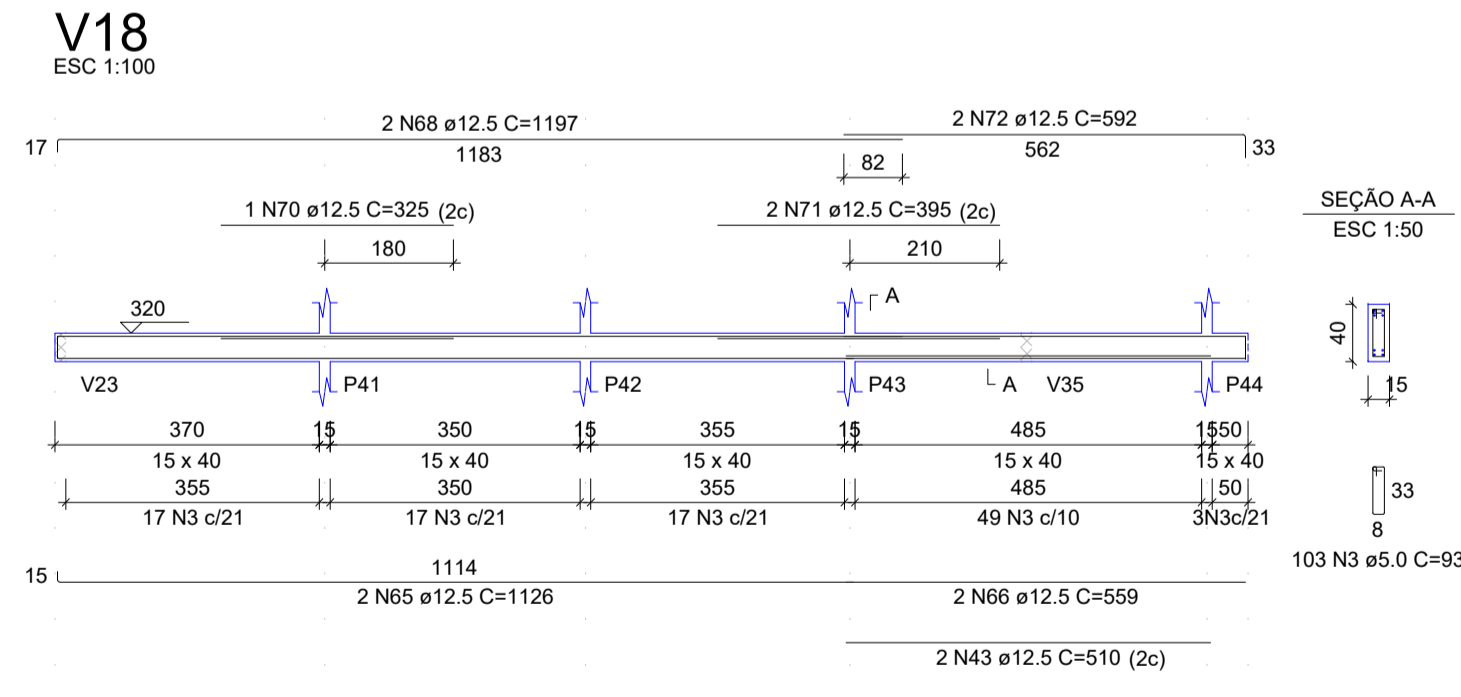 V18
ESC 1:100
2 N68 ø12.5 C=1197
2 N72 ø12.5 C=592
17
1183
562
33
82
SEÇÃO A-A
ESC 1:50
1 N70 ø12.5 C=325 (2c)
2 N71 ø12.5 C=395 (2c)
180
210
A
320
40
V23
P41
P42
P43
A
V35
P44
15
370
15
350
15
355
15
485
15
50
15 x 40
15 x 40
15 x 40
15 x 40
15 x 40
355
350
355
485
50
33
17 N3 c/21
17 N3 c/21
17 N3 c/21
49 N3 c/10
3N3c/21
8
103 N3 ø5.0 C=93
15
1114
2 N65 ø12.5 C=1126
2 N66 ø12.5 C=559
2 N43 ø12.5 C=510 (2c)